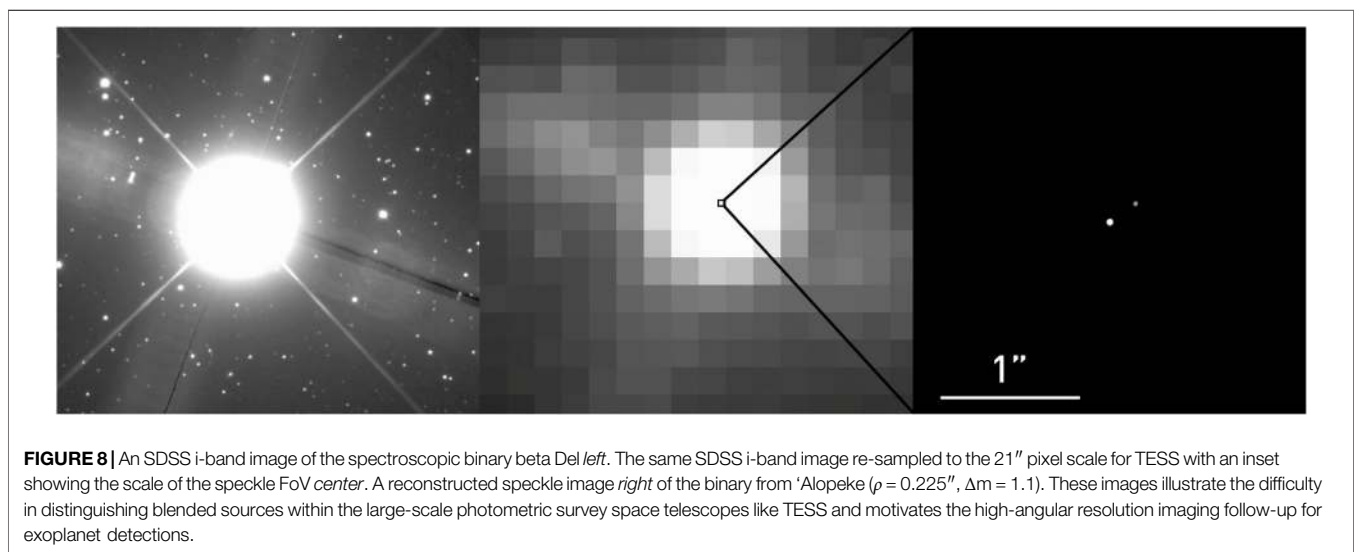 1”
FIGURE 8 | An SDSS i-band image of the spectroscopic binary beta Del left. The same SDSS i-band image re-sampled to the 21″ pixel scale for TESS with an inset
showing the scale of the speckle FoV center. A reconstructed speckle image right of the binary from ‘Alopeke (ρ = 0.225″, Δm = 1.1). These images illustrate the difficulty
in distinguishing blended sources within the large-scale photometric survey space telescopes like TESS and motivates the high-angular resolution imaging follow-up for
exoplanet detections.